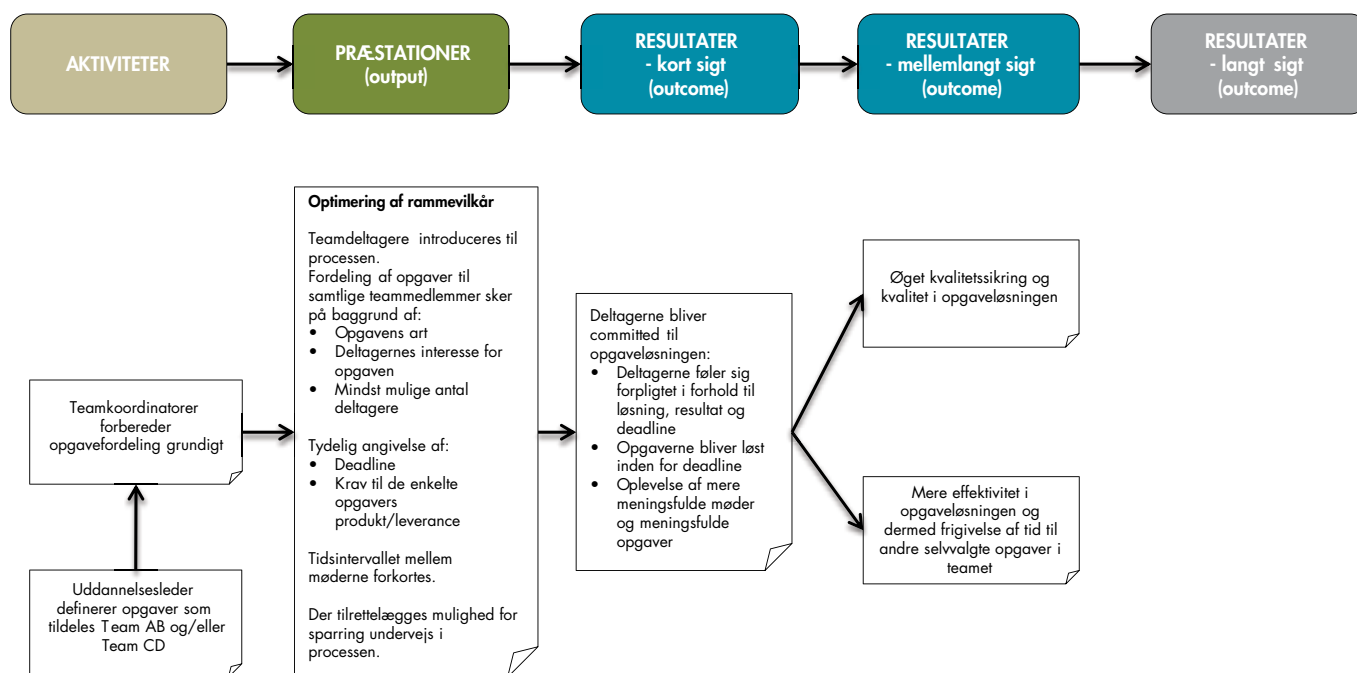 AKTIVITETER
PRÆSTATIONER
(output)
RESULTATER
- kort sigt
(outcome)
RESULTATER
- mellemlangt sigt
(outcome)
RESULTATER
- langt sigt
(outcome)
Uddannelsesleder
definerer opgaver som
tildeles Team AB og/eller
Team CD
Teamkoordinatorer
forbereder
opgavefordeling grundigt
Optimering af rammevilkår
Teamdeltagere introduceres til
processen.
Fordeling af opgaver til
samtlige teammedlemmer sker
på baggrund af:
• Opgavens art
• Deltagernes interesse for
opgaven
• Mindst mulige antal
deltagere
Tydelig angivelse af:
• Deadline
• Krav til de enkelte
opgavers
produkt/leverance
Tidsintervallet mellem
møderne forkortes.
Der tilrettelægges mulighed for
sparring undervejs i
processen.
Deltagerne bliver
committed til
opgaveløsningen:
• Deltagerne føler sig
forpligtet i forhold til
løsning, resultat og
deadline
• Opgaverne bliver løst
inden for deadline
• Oplevelse af mere
meningsfulde møder
og meningsfulde
opgaver
Øget kvalitetssikring og
kvalitet i opgaveløsningen
Mere effektivitet i
opgaveløsningen og
dermed frigivelse af tid til
andre selvvalgte opgaver i
teamet